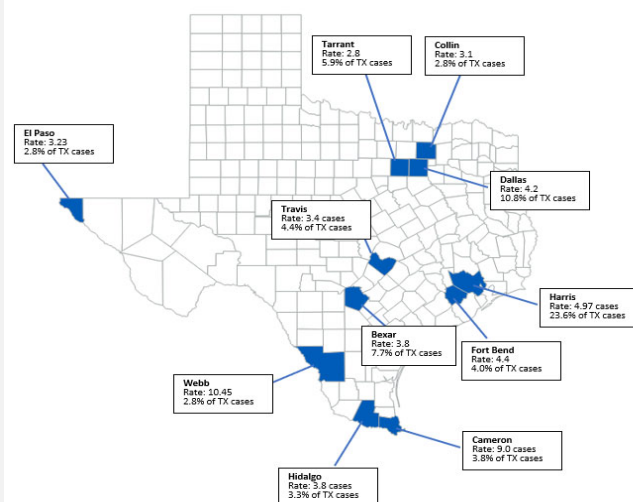 Tarrant
Rate: 2.8
5.9% of TX cases
Collin
Rate: 3.1
2.8% of TX cases
El Paso
Rate: 3.23
2.8% of TX cases
Dallas
Rate: 4.2
10.8% of TX cases
Travis
Rate: 3.4 cases
4.4% of TX cases
Harris
Rate: 4.97 cases
23.6% of TX cases
Bexar
Rate: 3.8
7.7% of TX cases
Fort Bend
Rate: 4.4
4.0% of TX cases
Webb
Rate: 10.45
2.8% of TX cases
Cameron
Rate: 9.0 cases
3.8% of TX cases
Hidalgo
Rate: 3.8 cases
3.3% of TX cases